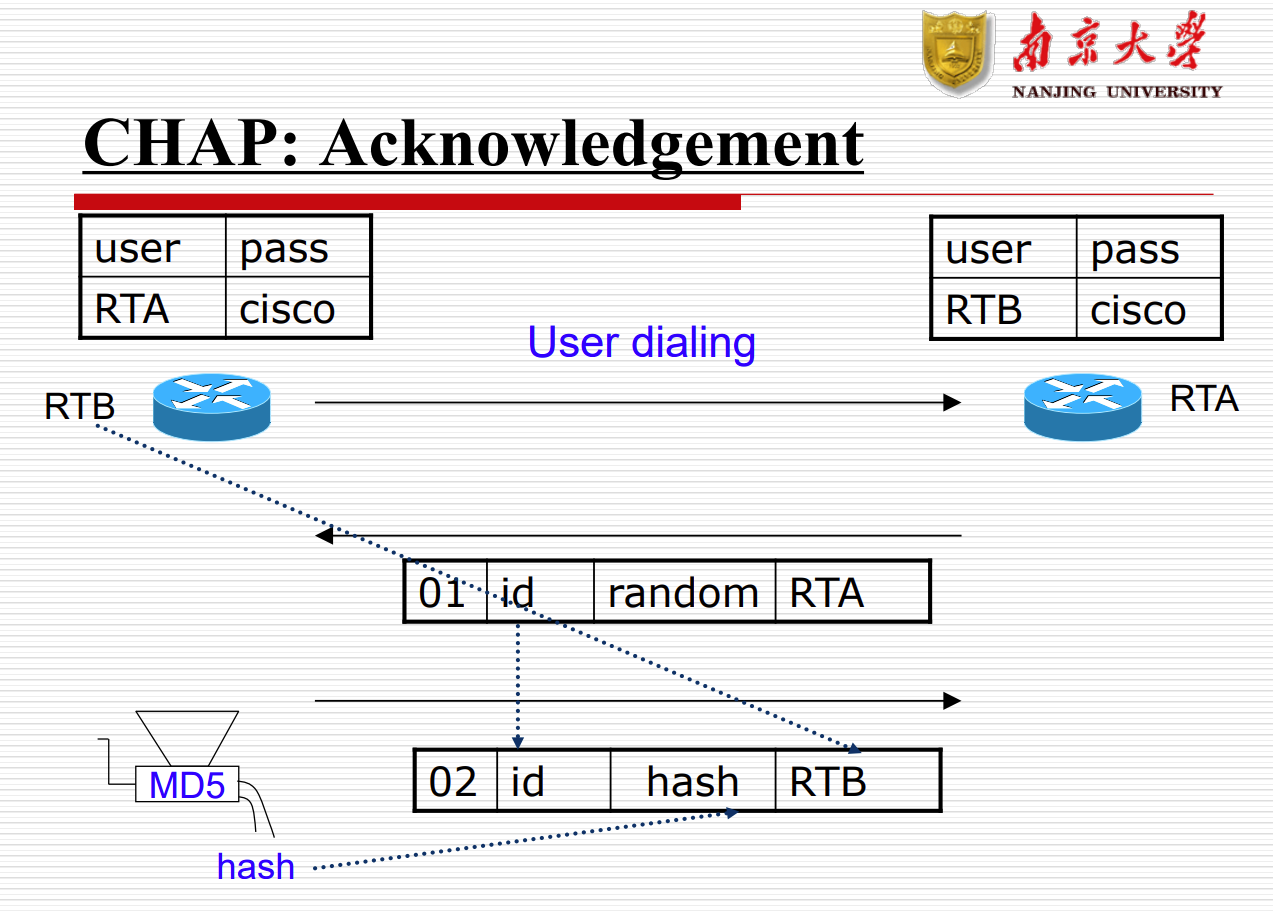 南京大學
NANJING UNIVERSITY
CHAP: Acknowledgement
user pass
RTA cisco
user pass
RTB cisco
User dialing
RTB
RTA
01 id random RTA
02 id hash RTB
MD5
hash